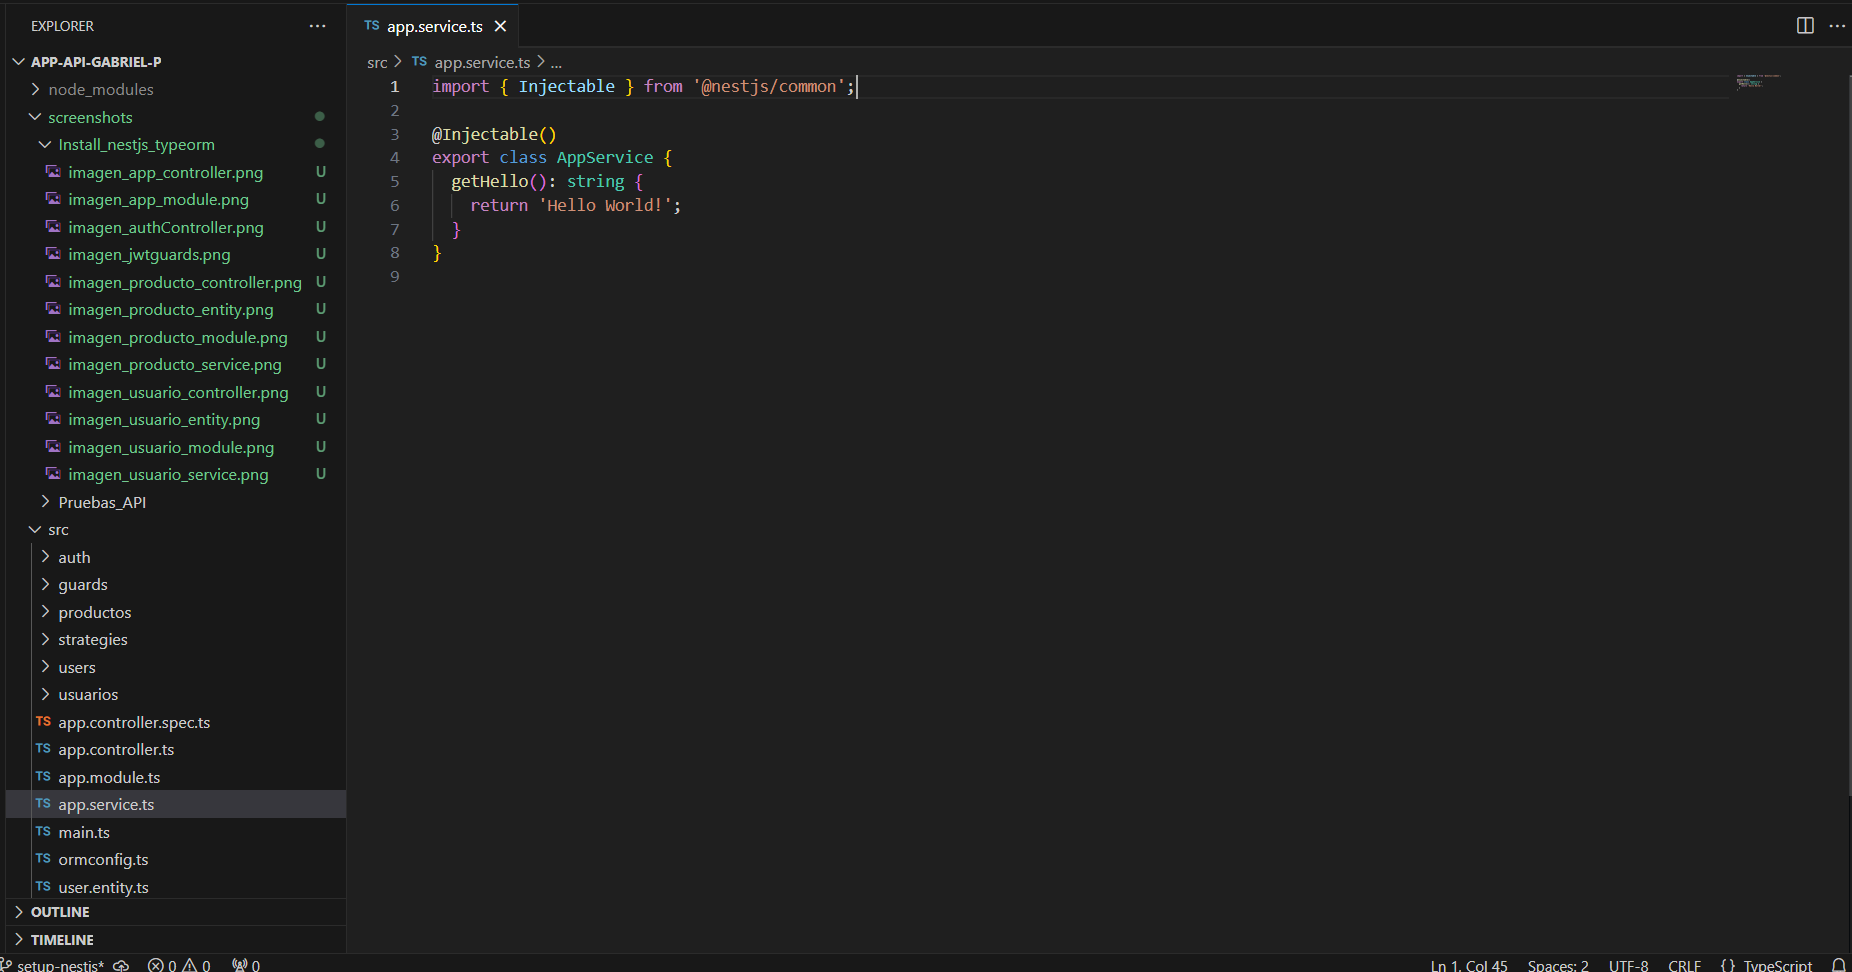 EXPLORER
APP-API-GABRIEL-P
node_modules
screenshots
Install_nestjs_typeorm
imagen_app_controller.png U
imagen_app_module.png U
imagen_authController.png U
imagen_jwtguards.png U
imagen_producto_controller.png U
imagen_producto_entity.png U
imagen_producto_module.png U
imagen_producto_service.png U
imagen_usuario_controller.png U
imagen_usuario_entity.png U
imagen_usuario_module.png U
imagen_usuario_service.png U
Pruebas_API
src
auth
guards
productos
strategies
users
usuarios
TS app.controller.spec.ts
TS app.controller.ts
TS app.module.ts
TS app.service.ts
TS main.ts
TS ormconfig.ts
TS user.entity.ts
OUTLINE
TIMELINE
TS app.service.ts
src > TS app.service.ts > ...
1 import { Injectable } from '@nestjs/common';
2
3 @Injectable()
4 export class AppService {
5 getHello(): string {
6 return 'Hello World!';
7 }
8 }
9
setup-nestjs* 0 0 0
Ln 1, Col 45 Spaces: 2 UTF-8 CRLF {} TypeScript